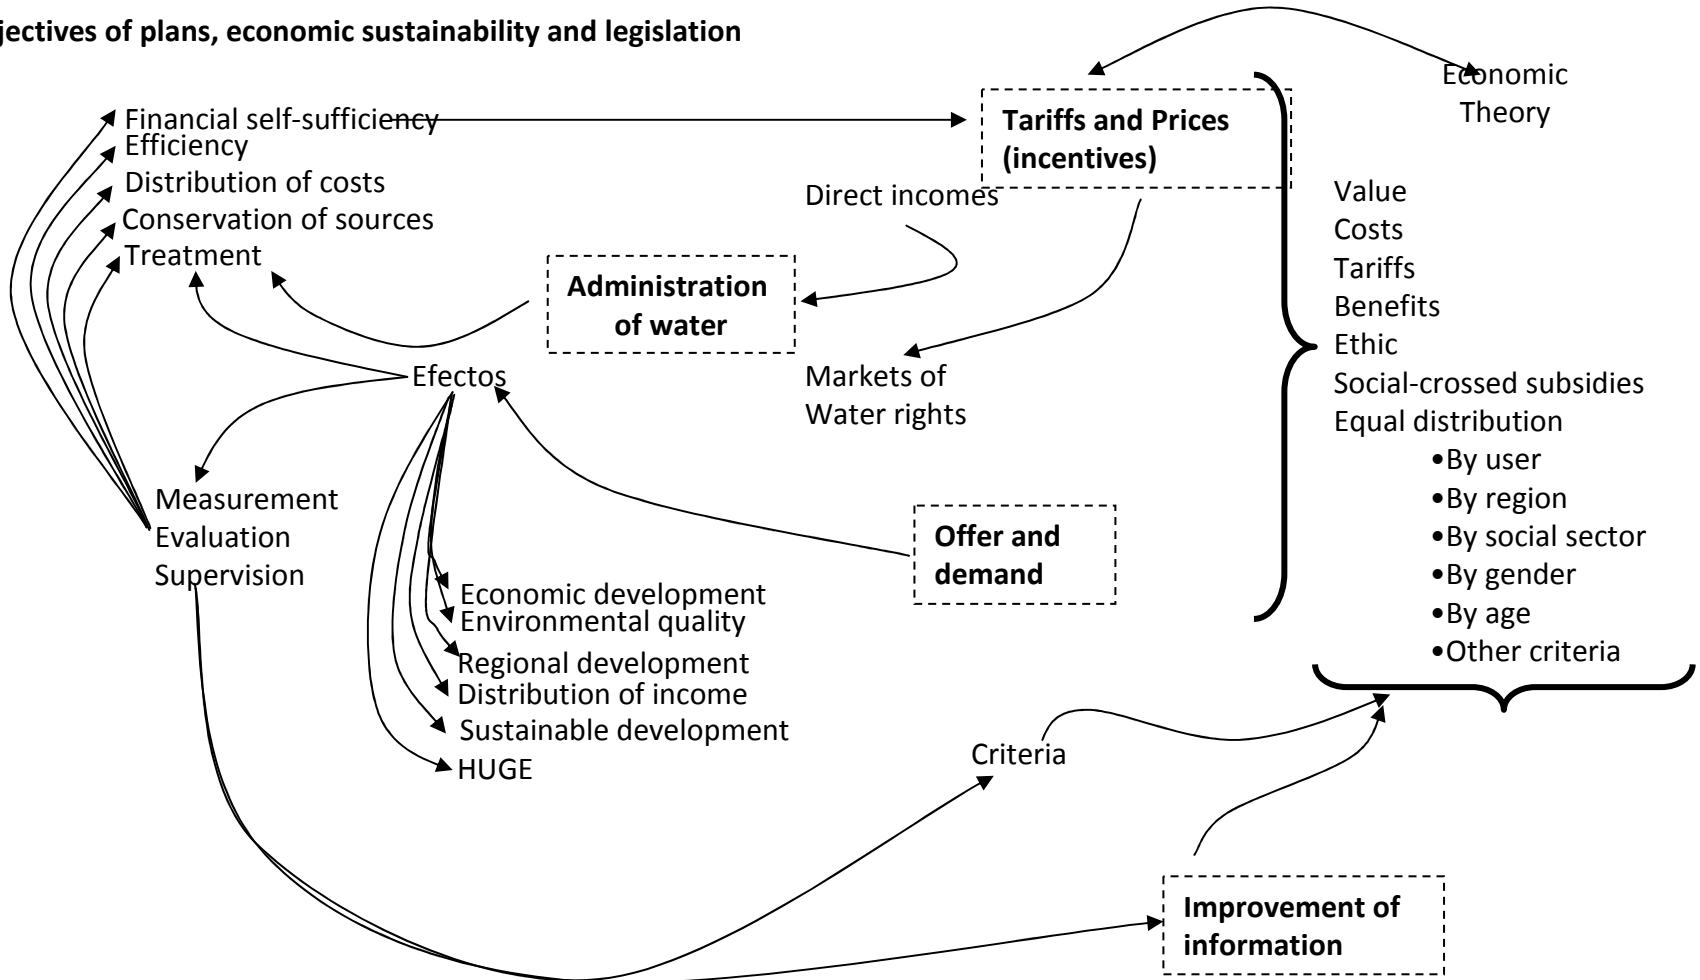 jectives of plans, economic sustainability and legislation
Economic
Theory
Financial self-sufficiency
Efficiency
Distribution of costs
Conservation of sources
Treatment
Tariffs and Prices
(incentives)
Direct incomes
Administration
of water
Value
Costs
Tariffs
Benefits
Ethic
Social-crossed subsidies
Equal distribution
•By user
•By region
•By social sector
•By gender
•By age
•Other criteria
Efectos
Markets of
Water rights
Measurement
Evaluation
Supervision
Offer and
demand
Economic development
Environmental quality
Regional development
Distribution of income
Sustainable development
HUGE
Criteria
Improvement of
information